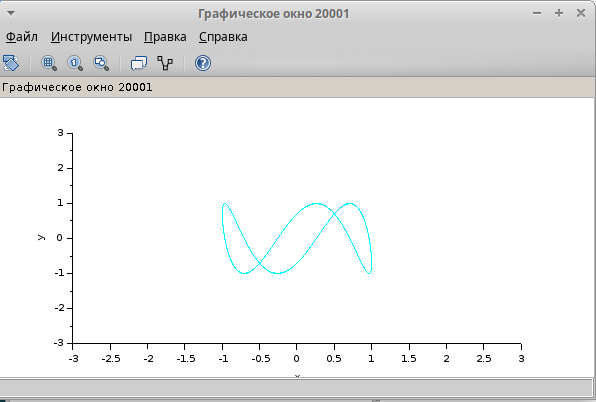 Графическое окно 20001
Файл Инструменты Правка Справка
Графическое окно 20001
3
2
1
y 0
-1
-2
-3
-3 -2.5 -2 -1.5 -1 -0.5 0 0.5 1 1.5 2 2.5 3